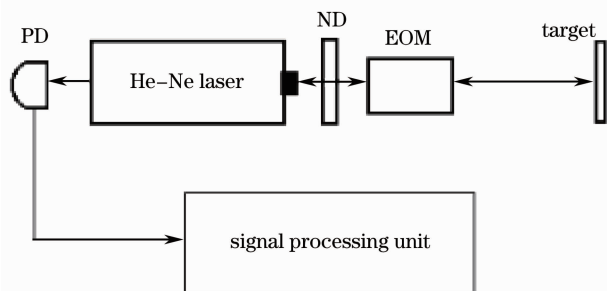 PD
ND
EOM
target
He-Ne laser
signal processing unit